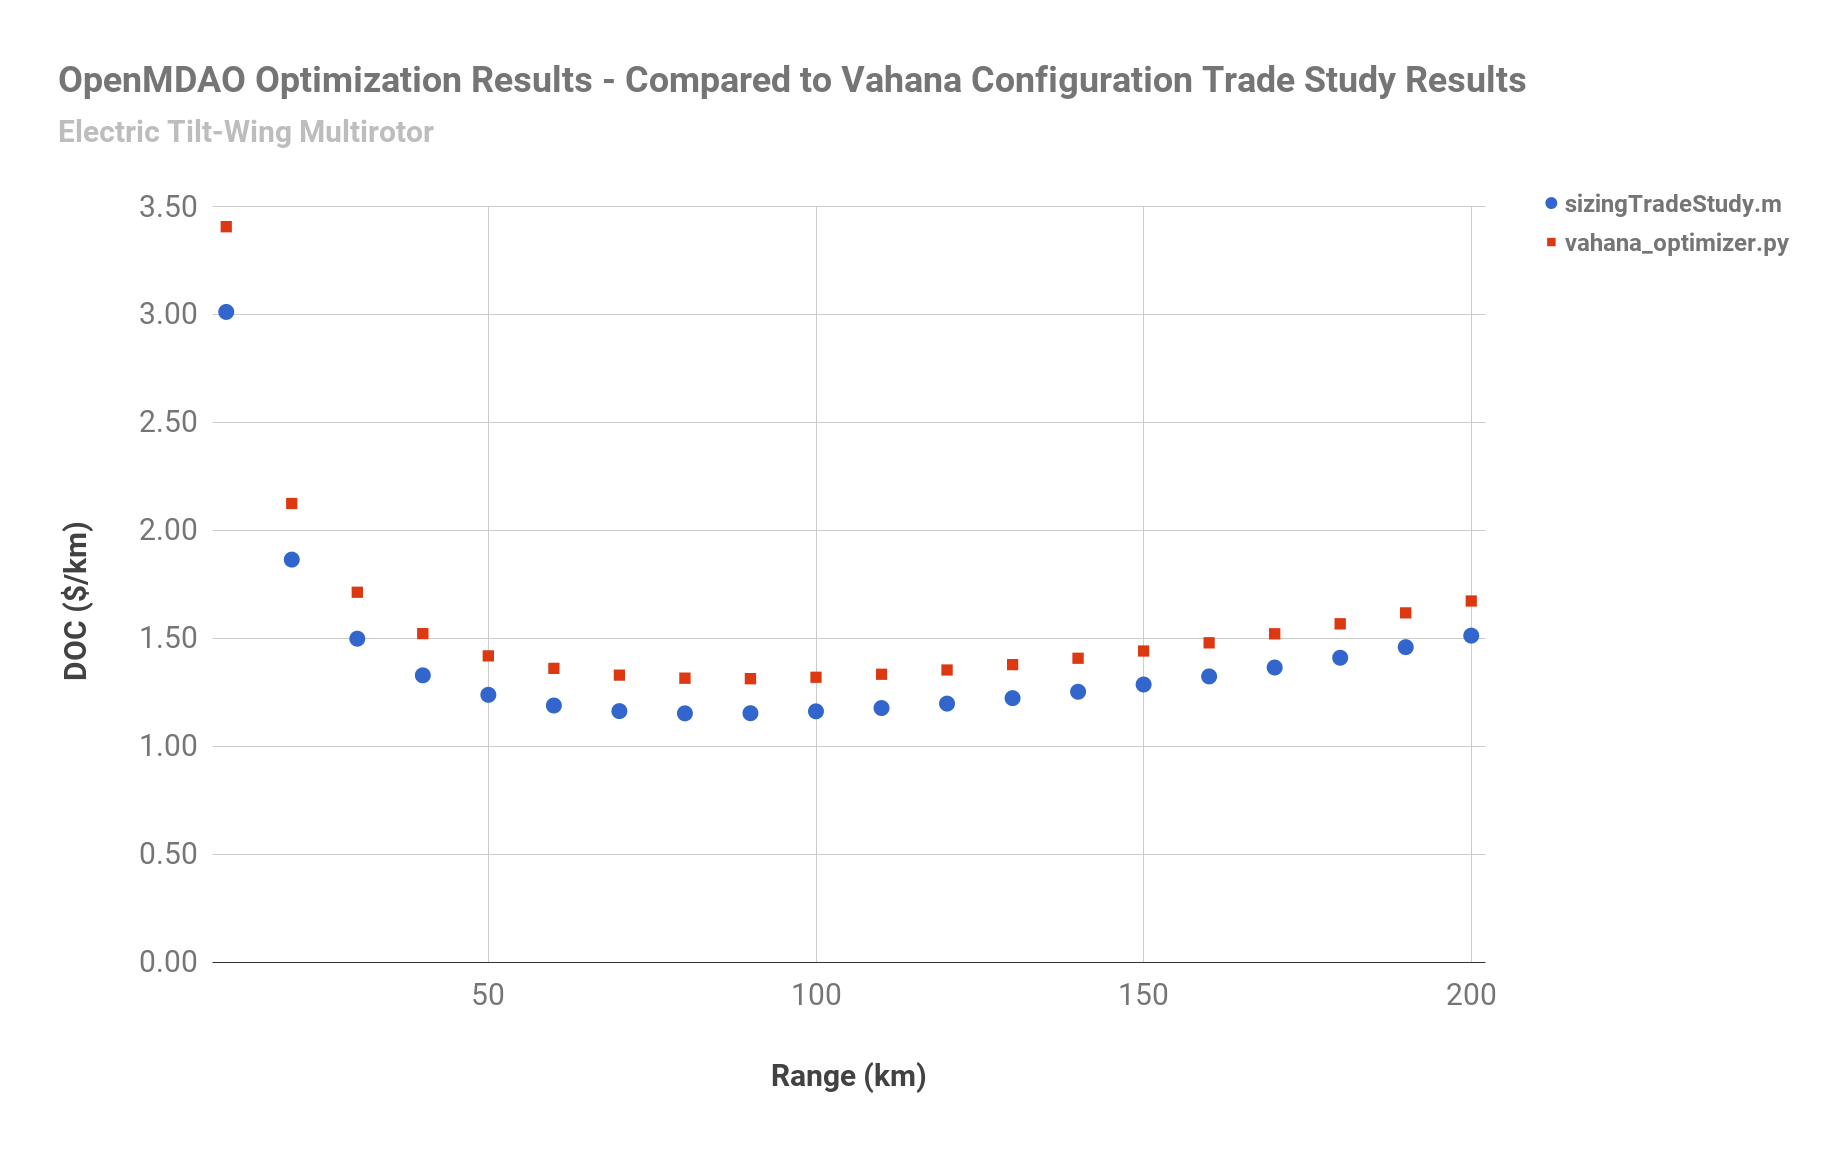 OpenMDAO Optimization Results - Compared to Vahana Configuration Trade Study Results
Electric Tilt-Wing Multirotor
sizingTradeStudy.m
vahana_optimizer.py
DOC ($/km)
3.50
3.00
2.50
2.00
1.50
1.00
0.50
0.00
50
100
150
200
Range (km)